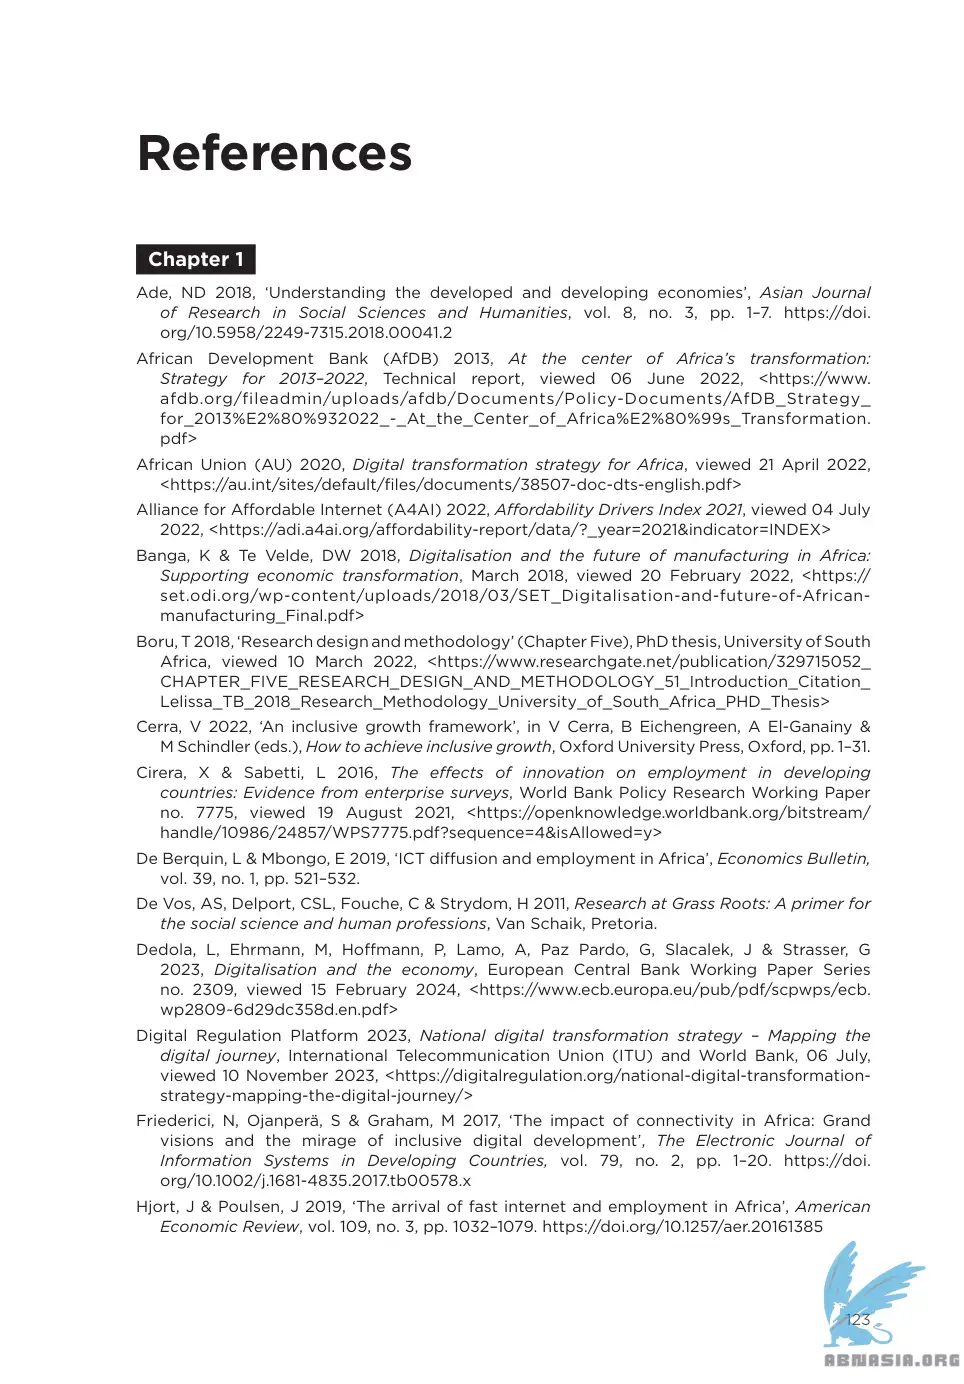 References
Chapter 1
Ade, ND 2018, ‘Understanding the developed and developing economies’, Asian Journal
of Research in Social Sciences and Humanities, vol. 8, no. 3, pp. 1–7. https://doi.
org/10.5958/2249-7315.2018.00041.2
African Development Bank (AfDB) 2013, At the center of Africa’s transformation:
Strategy for 2013–2022, Technical report, viewed 06 June 2022, <https://www.
afdb.org/fileadmin/uploads/afdb/Documents/Policy-Documents/AfDB_Strategy_
for_2013%E2%80%932022_-_At_the_Center_of_Africa%E2%80%99s_Transformation.
pdf>
African Union (AU) 2020, Digital transformation strategy for Africa, viewed 21 April 2022,
<https://au.int/sites/default/files/documents/38507-doc-dts-english.pdf>
Alliance for Affordable Internet (A4AI) 2022, Affordability Drivers Index 2021, viewed 04 July
2022, <https://adi.a4ai.org/affordability-report/data/?_year=2021&indicator=INDEX>
Banga, K & Te Velde, DW 2018, Digitalisation and the future of manufacturing in Africa:
Supporting economic transformation, March 2018, viewed 20 February 2022, <https://
set.odi.org/wp-content/uploads/2018/03/SET_Digitalisation-and-future-of-African-
manufacturing_Final.pdf>
Boru, T 2018, ‘Research design and methodology’ (Chapter Five), PhD thesis, University of South
Africa, viewed 10 March 2022, <https://www.researchgate.net/publication/329715052_
CHAPTER_FIVE_RESEARCH_DESIGN_AND_METHODOLOGY_51_Introduction_Citation_
Lelissa_TB_2018_Research_Methodology_University_of_South_Africa_PHD_Thesis>
Cerra, V 2022, ‘An inclusive growth framework’, in V Cerra, B Eichengreen, A El-Ganainy &
M Schindler (eds.), How to achieve inclusive growth, Oxford University Press, Oxford, pp. 1–31.
Cirera, X & Sabetti, L 2016, The effects of innovation on employment in developing
countries: Evidence from enterprise surveys, World Bank Policy Research Working Paper
no. 7775, viewed 19 August 2021, <https://openknowledge.worldbank.org/bitstream/
handle/10986/24857/WPS7775.pdf?sequence=4&isAllowed=y>
De Berquin, L & Mbongo, E 2019, ‘ICT diffusion and employment in Africa’, Economics Bulletin,
vol. 39, no. 1, pp. 521–532.
De Vos, AS, Delport, CSL, Fouche, C & Strydom, H 2011, Research at Grass Roots: A primer for
the social science and human professions, Van Schaik, Pretoria.
Dedola, L, Ehrmann, M, Hoffmann, P, Lamo, A, Paz Pardo, G, Slacalek, J & Strasser, G
2023, Digitalisation and the economy, European Central Bank Working Paper Series
no. 2309, viewed 15 February 2024, <https://www.ecb.europa.eu/pub/pdf/scpwps/ecb.
wp2809~6d29dc358d.en.pdf>
Digital Regulation Platform 2023, National digital transformation strategy – Mapping the
digital journey, International Telecommunication Union (ITU) and World Bank, 06 July,
viewed 10 November 2023, <https://digitalregulation.org/national-digital-transformation-
strategy-mapping-the-digital-journey/>
Friederici, N, Ojanperä, S & Graham, M 2017, ‘The impact of connectivity in Africa: Grand
visions and the mirage of inclusive digital development’, The Electronic Journal of
Information Systems in Developing Countries, vol. 79, no. 2, pp. 1–20. https://doi.
org/10.1002/j.1681-4835.2017.tb00578.x
Hjort, J & Poulsen, J 2019, ‘The arrival of fast internet and employment in Africa’, American
Economic Review, vol. 109, no. 3, pp. 1032–1079. https://doi.org/10.1257/aer.20161385
123
ABNASIA.ORG